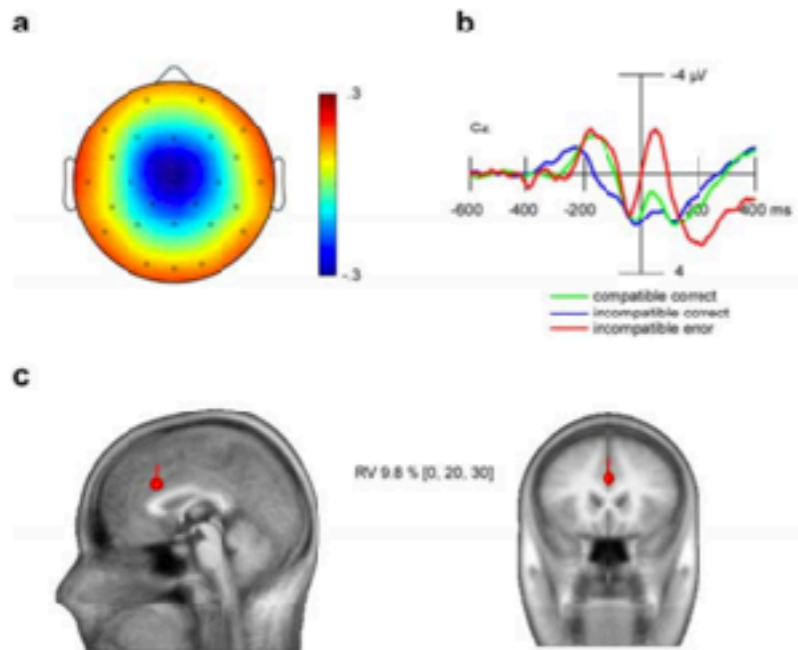 a
.3
-.3
b
-4 µV
-600
-400
-200
200
400 ms
4
compatible correct
incompatible correct
incompatible error
c
RV 9.8 % [0, 20, 30]